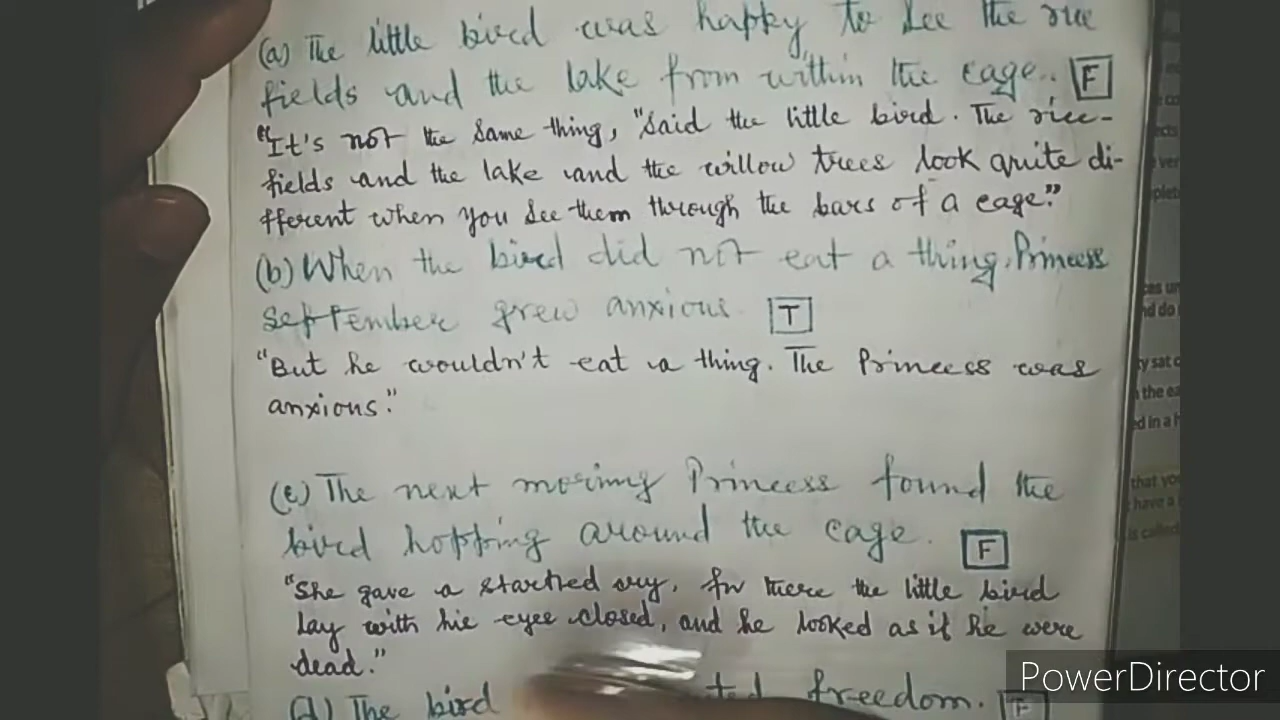 (a) The little bird was happy to see the rice
fields and the lake from within the cage.. F
"It's not the same thing, "Said the little bird. The rice-
fields and the lake and the willow trees look quite di-
fferent when you see them through the bars of a cage."
(b) When the bird did not eat a thing, Princess
September grew anxious. T
"But he wouldn't eat a thing. The Princess was
anxious."
(c) The next morning Princess found the
bird hopping around the cage. F
"She gave a startled cry, for there the little bird
lay with his eyes closed, and he looked as if he were
dead."
(d) The bird freedom. F
PowerDirector